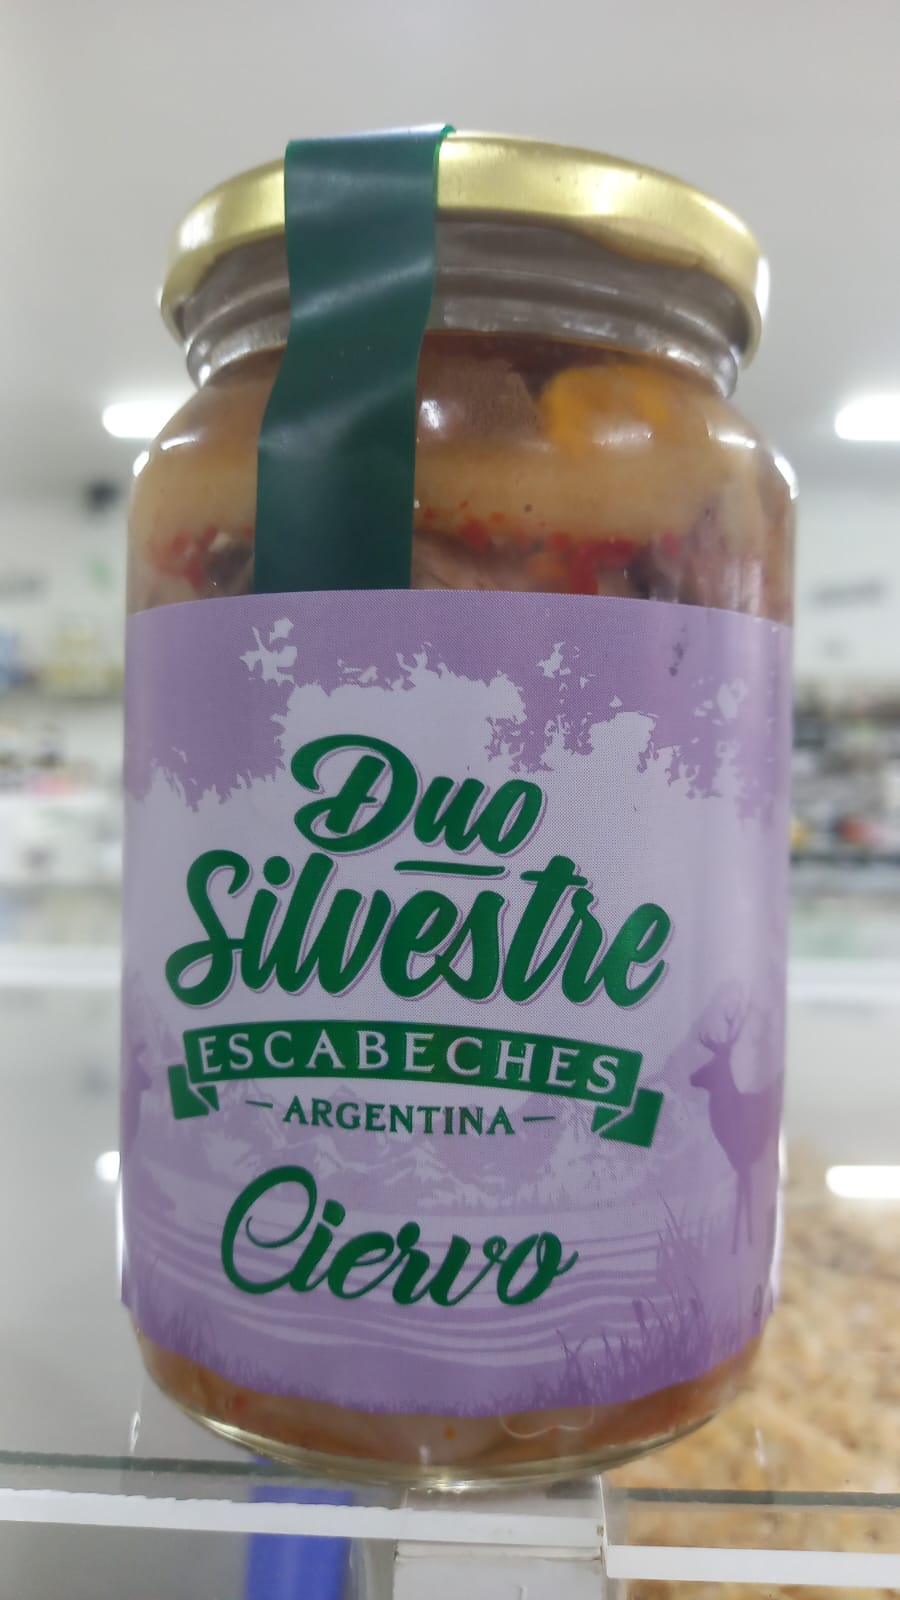 Duo
Silvestre
ESCABECHES
- ARGENTINA -
Ciervo